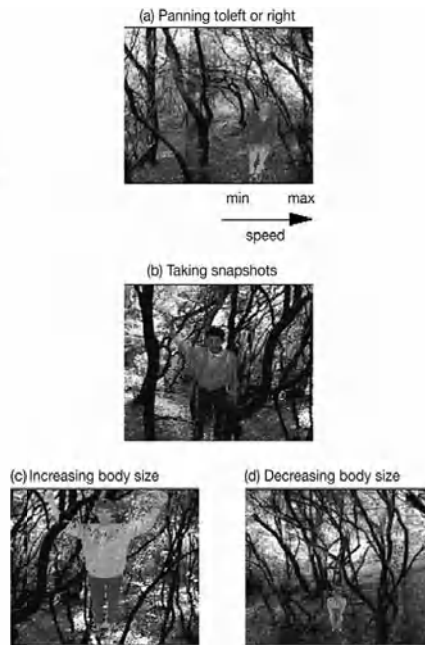 (a) Panning toleft or right
min max
speed
(b) Taking snapshots
(c) Increasing body size
(d) Decreasing body size